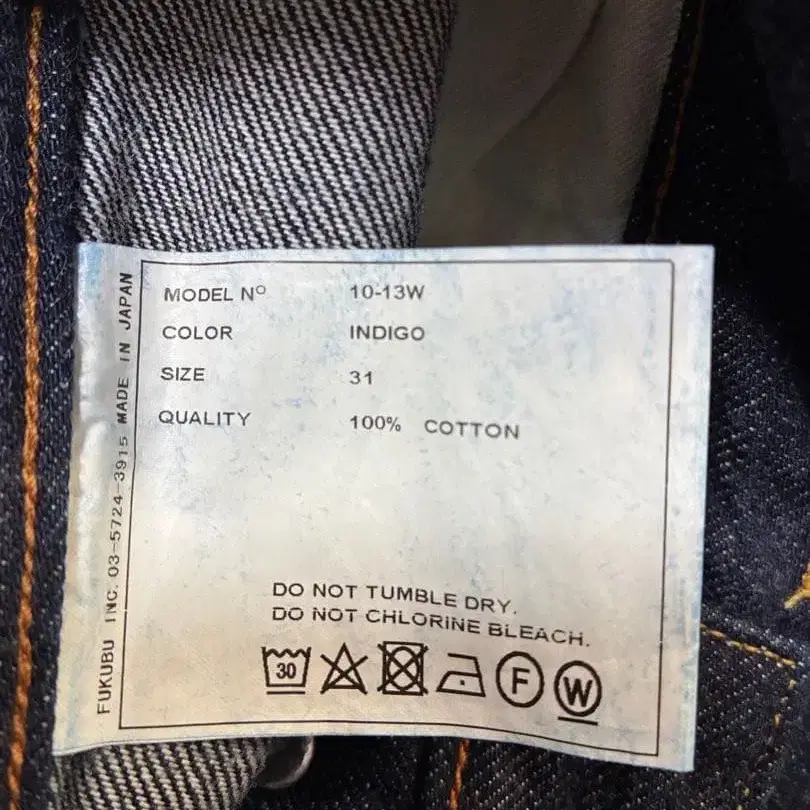 MODEL Nº 10-13W
COLOR INDIGO
SIZE 31
QUALITY 100% COTTON
DO NOT TUMBLE DRY.
DO NOT CHLORINE BLEACH.
30 F W
FUKUBU INC. 03-5724-3915 MADE IN JAPAN